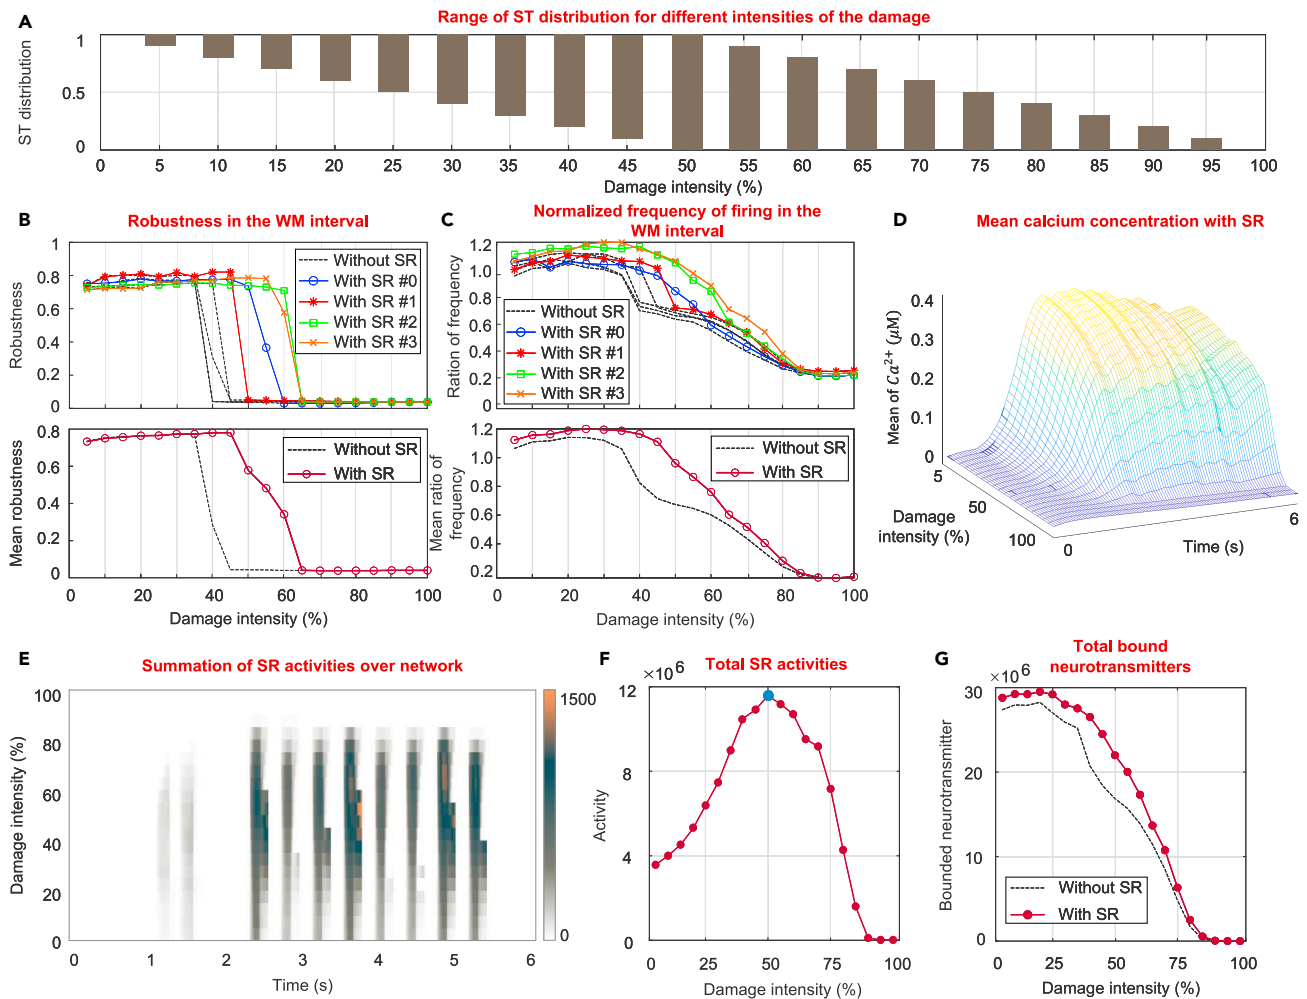 A
Range of ST distribution for different intensities of the damage
ST distribution
1
0.5
0
0 5 10 15 20 25 30 35 40 45 50 55 60 65 70 75 80 85 90 95 100
Damage intensity (%)
B
Robustness in the WM interval
Robustness
1
0.8
0.6
0.4
0.2
0
Without SR
With SR #0
With SR #1
With SR #2
With SR #3
Mean robustness
0.8
0.6
0.4
0.2
0
Without SR
With SR
0 20 40 60 80 100
Damage intensity (%)
C
Normalized frequency of firing in the
WM interval
Ration of frequency
1.2
1.0
0.8
0.6
0.4
0.2
Without SR
With SR #0
With SR #1
With SR #2
With SR #3
Mean ratio of
frequency
1.2
1.0
0.8
0.6
0.4
0.2
Without SR
With SR
0 20 40 60 80 100
Damage intensity (%)
D
Mean calcium concentration with SR
Mean of Ca²⁺ (μM)
0.4
0.3
0.2
0.1
0
5
50
100
Damage
intensity (%)
0
6
Time (s)
E
Summation of SR activities over network
Damage intensity (%)
100
80
60
40
20
0
0 1 2 3 4 5 6
Time (s)
1500
0
F
Total SR activities
×10⁶
Activity
12
8
4
0
0 25 50 75 100
Damage intensity (%)
G
Total bound
neurotransmitters
×10⁶
Bounded neurotransmitter
30
20
10
0
Without SR
With SR
0 25 50 75 100
Damage intensity (%)